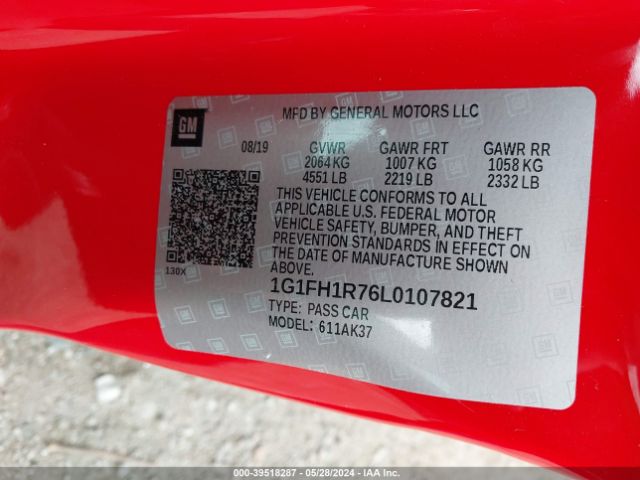 GM
MFD BY GENERAL MOTORS LLC
08/19 GVWR GAWR FRT GAWR RR
2064 KG 1007 KG 1058 KG
4551 LB 2219 LB 2332 LB
THIS VEHICLE CONFORMS TO ALL
APPLICABLE U.S. FEDERAL MOTOR
VEHICLE SAFETY, BUMPER, AND THEFT
PREVENTION STANDARDS IN EFFECT ON
THE DATE OF MANUFACTURE SHOWN
ABOVE.
130X
1G1FH1R76L0107821
TYPE: PASS CAR
MODEL: 611AK37
000-39518287 - 05/28/2024 - IAA Inc.